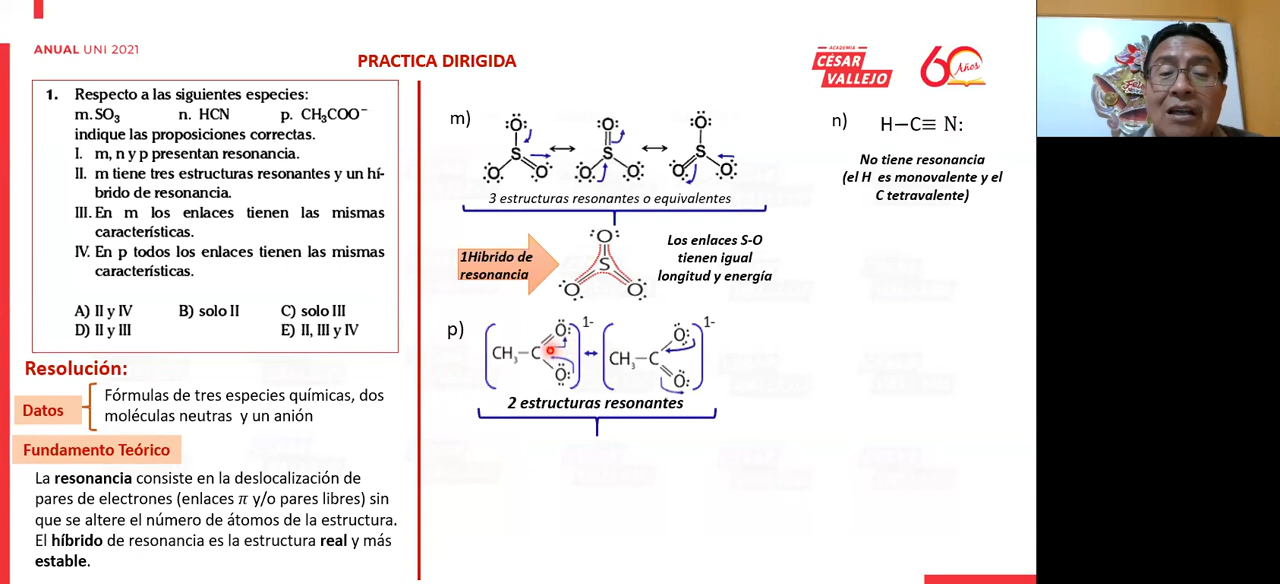 ANUAL UNI 2021
PRACTICA DIRIGIDA
ACADEMIA
CÉSAR
VALLEJO
60 Años
1. Respecto a las siguientes especies:
m. SO₃ n. HCN p. CH₃COO⁻
indique las proposiciones correctas.
I. m, n y p presentan resonancia.
II. m tiene tres estructuras resonantes y un hí-
brido de resonancia.
III. En m los enlaces tienen las mismas
características.
IV. En p todos los enlaces tienen las mismas
características.
A) II y IV B) solo II C) solo III
D) II y III E) II, III y IV
Resolución:
Datos
Fórmulas de tres especies químicas, dos
moléculas neutras y un anión
Fundamento Teórico
La resonancia consiste en la deslocalización de
pares de electrones (enlaces π y/o pares libres) sin
que se altere el número de átomos de la estructura.
El híbrido de resonancia es la estructura real y más
estable.
m)
O O O
S S S
O O O O O O
3 estructuras resonantes o equivalentes
1Hibrido de
resonancia
O
S
O O
Los enlaces S-O
tienen igual
longitud y energía
n) H–C≡ N:
No tiene resonancia
(el H es monovalente y el
C tetravalente)
p)
O 1- O 1-
CH₃–C CH₃–C
O O
2 estructuras resonantes